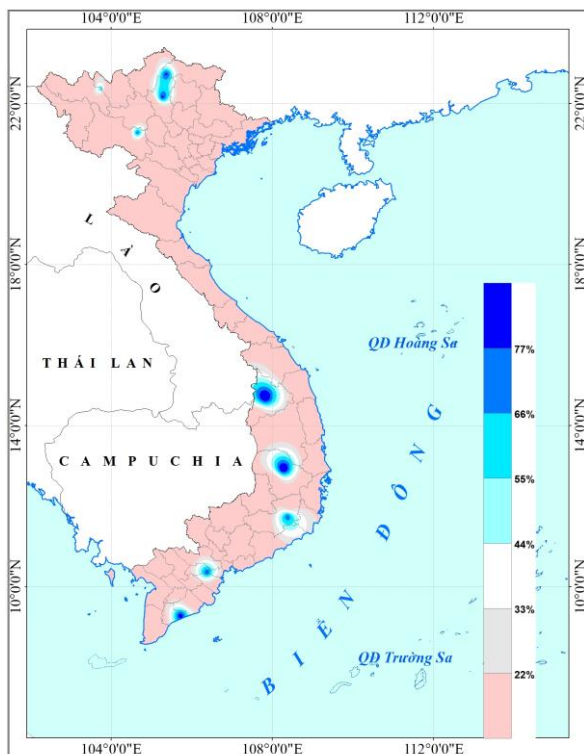 104°0'0"E 108°0'0"E 112°0'0"E
22°0'0"N 22°0'0"N
18°0'0"N 18°0'0"N
LÀO
QĐ Hoàng Sa
77%
THÁI LAN
66%
14°0'0"N 14°0'0"N
CAMPUCHIA
55%
44%
10°0'0"N 10°0'0"N
33%
BIỂN ĐÔNG
QĐ Trường Sa
22%
104°0'0"E 108°0'0"E 112°0'0"E